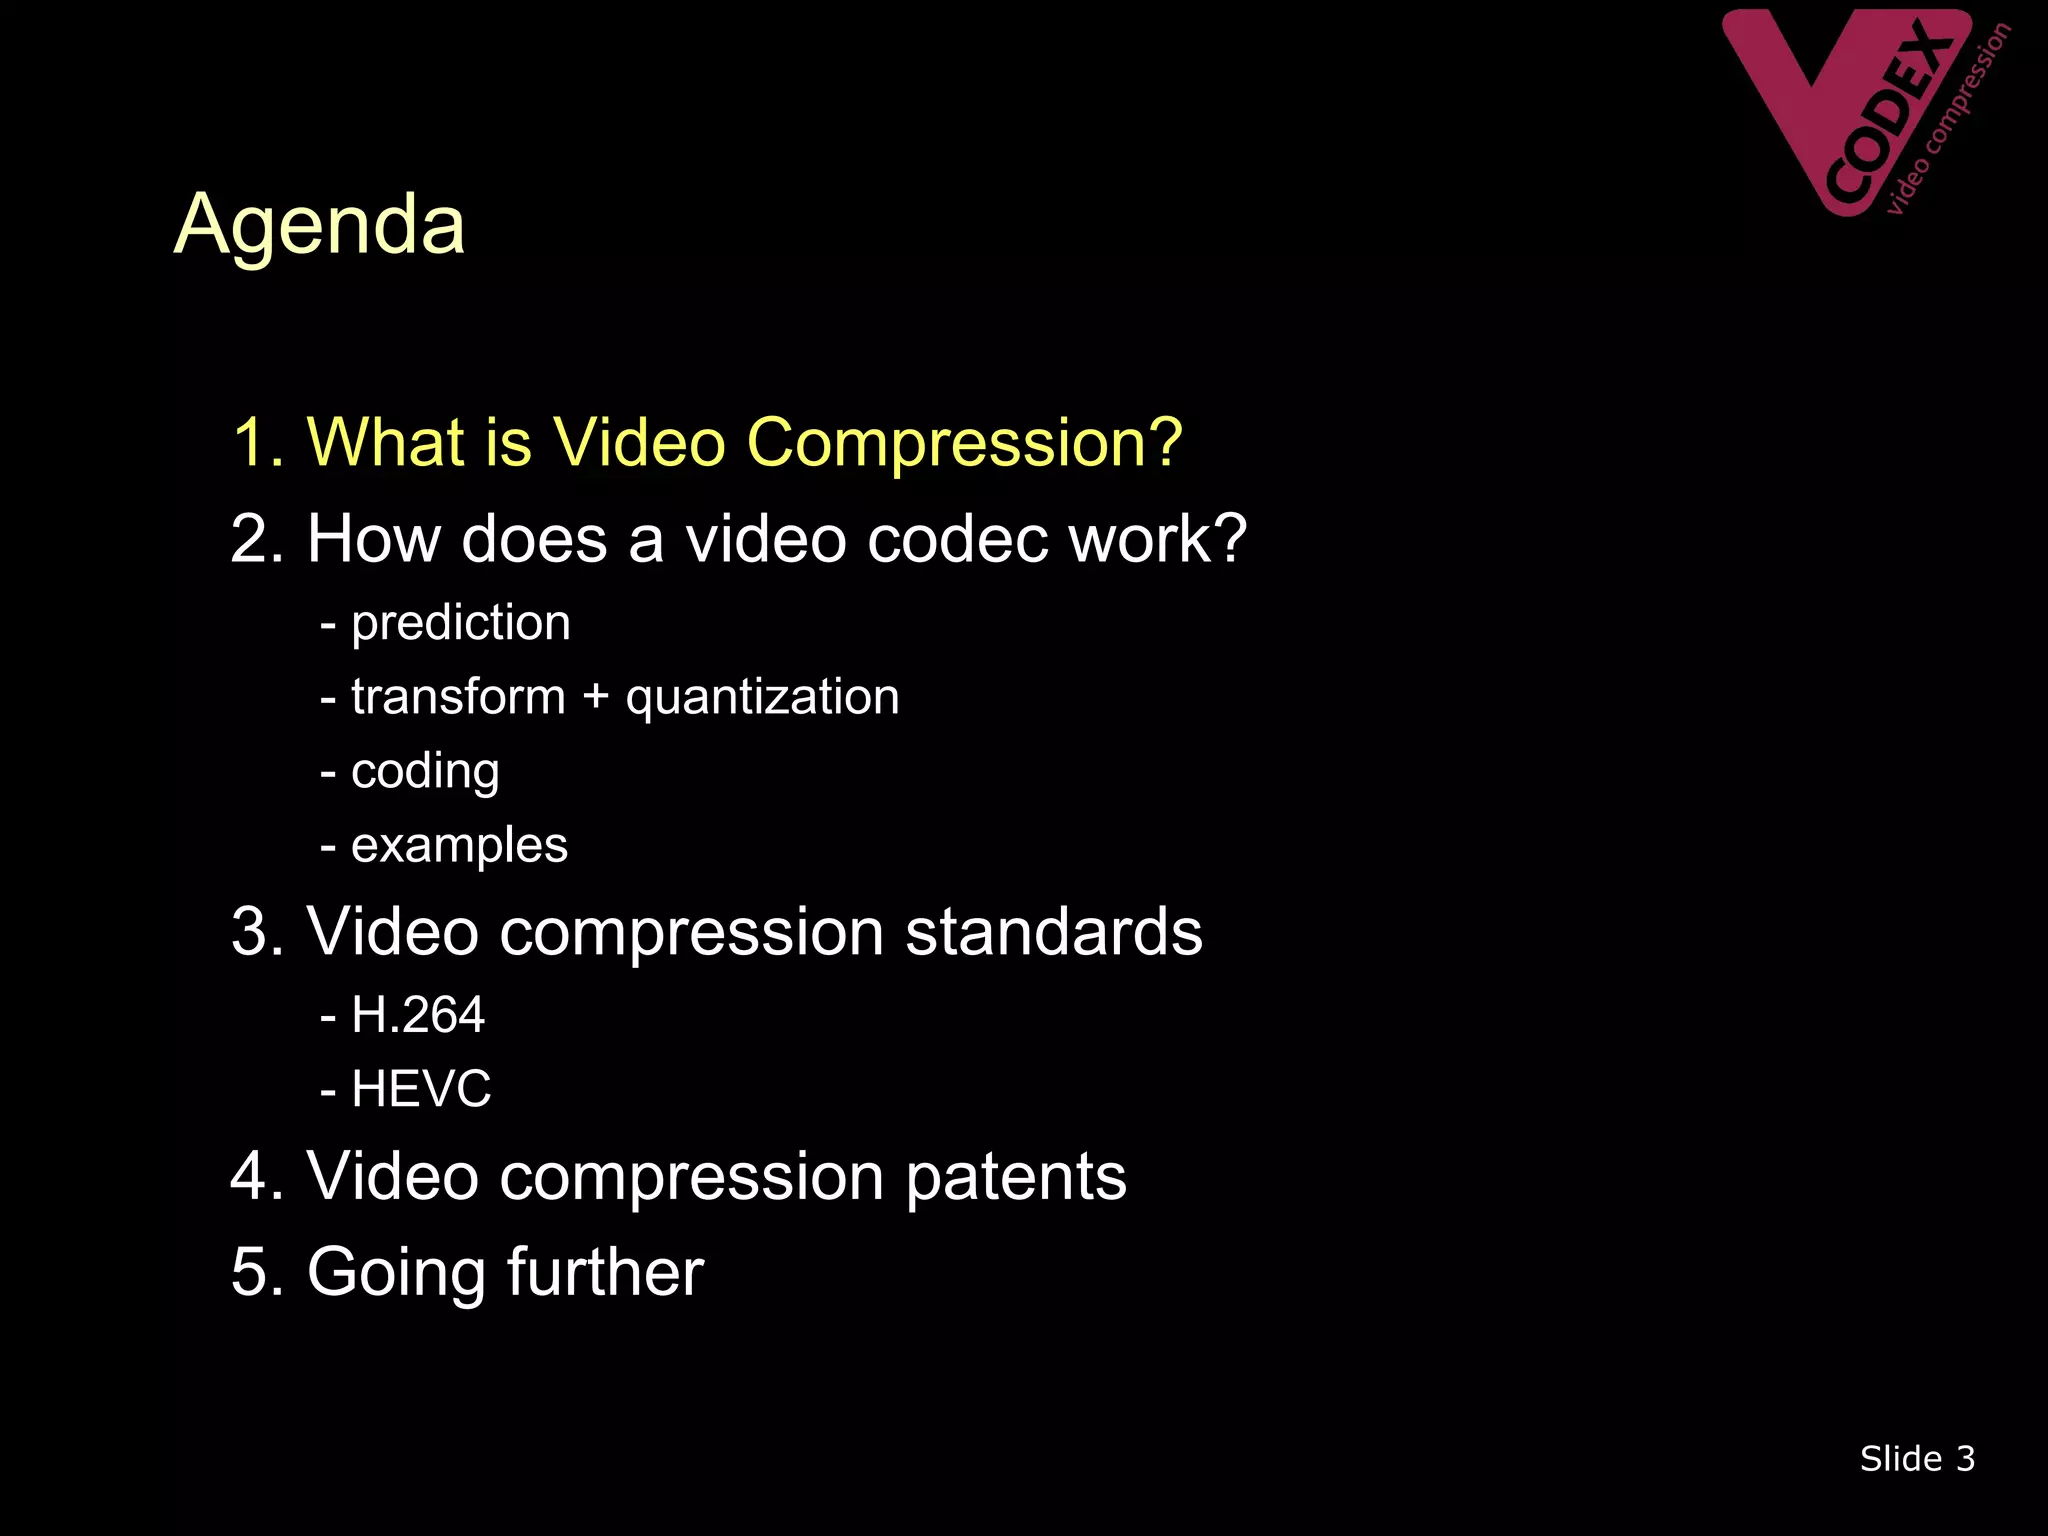 CODEX
video compression
Agenda
1. What is Video Compression?
2. How does a video codec work?
- prediction
- transform + quantization
- coding
- examples
3. Video compression standards
- H.264
- HEVC
4. Video compression patents
5. Going further
Slide 3